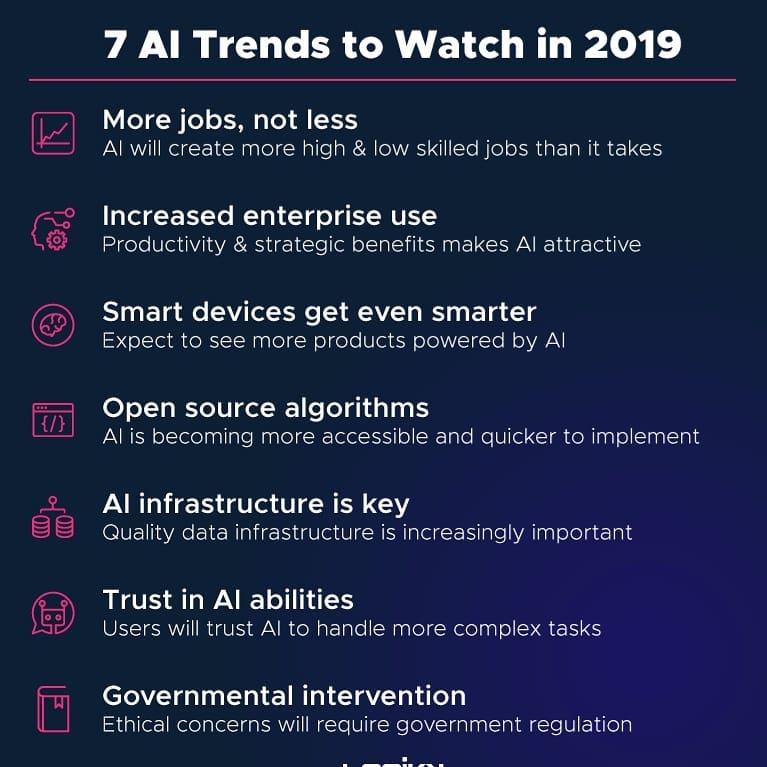 7 AI Trends to Watch in 2019
More jobs, not less
AI will create more high & low skilled jobs than it takes
Increased enterprise use
Productivity & strategic benefits makes AI attractive
Smart devices get even smarter
Expect to see more products powered by AI
{/}
Open source algorithms
AI is becoming more accessible and quicker to implement
AI infrastructure is key
Quality data infrastructure is increasingly important
Trust in AI abilities
Users will trust AI to handle more complex tasks
Governmental intervention
Ethical concerns will require government regulation